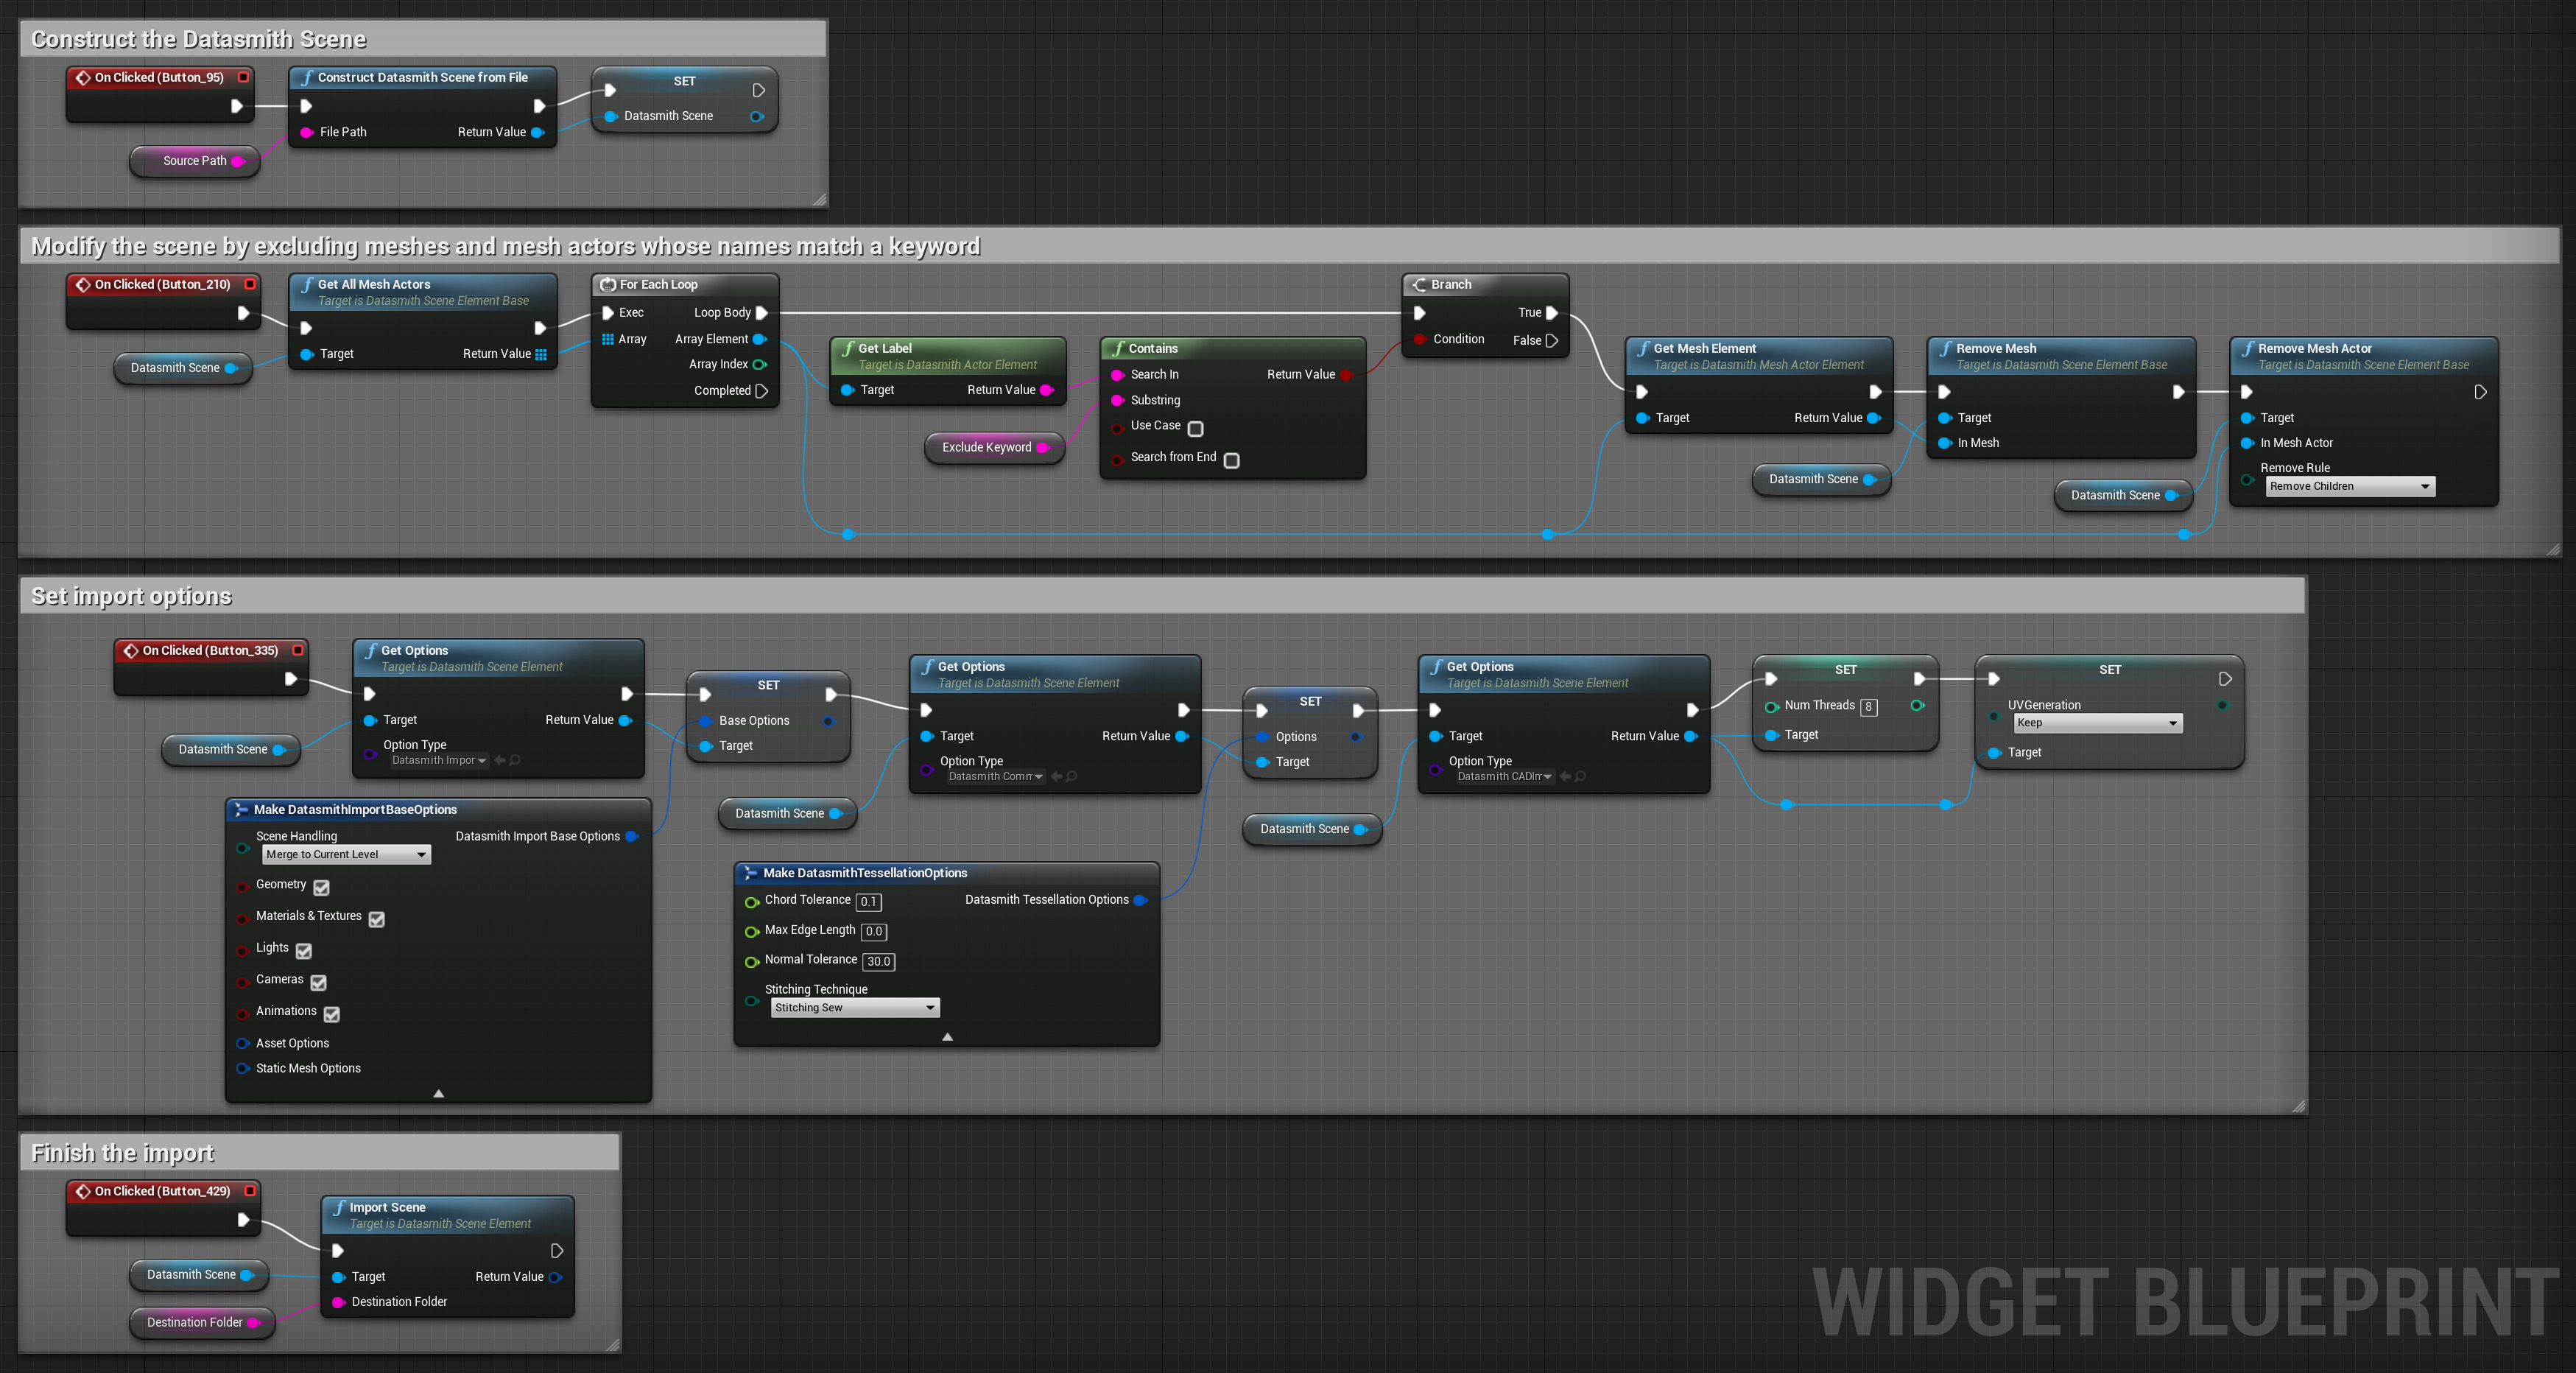 Construct the Datasmith Scene
On Clicked (Button_95)
Construct Datasmith Scene from File
SET
File Path
Return Value
Datasmith Scene
Source Path
Modify the scene by excluding meshes and mesh actors whose names match a keyword
On Clicked (Button_210)
Get All Mesh Actors
Target is Datasmith Scene Element Base
Target
Return Value
Datasmith Scene
For Each Loop
Exec
Loop Body
Array
Array Element
Array Index
Completed
Get Label
Target is Datasmith Actor Element
Target
Return Value
Exclude Keyword
Contains
Search In
Return Value
Substring
Use Case
Search from End
Branch
True
Condition
False
Get Mesh Element
Target is Datasmith Mesh Actor Element
Target
Return Value
Datasmith Scene
Remove Mesh
Target is Datasmith Scene Element Base
Target
In Mesh
Datasmith Scene
Remove Mesh Actor
Target is Datasmith Scene Element Base
Target
In Mesh Actor
Remove Rule
Remove Children
Set import options
On Clicked (Button_335)
Datasmith Scene
Get Options
Target is Datasmith Scene Element
Target
Return Value
Option Type
Datasmith Impor
SET
Base Options
Target
Make DatasmithImportBaseOptions
Scene Handling
Datasmith Import Base Options
Merge to Current Level
Geometry
Materials & Textures
Lights
Cameras
Animations
Asset Options
Static Mesh Options
Get Options
Target is Datasmith Scene Element
Target
Return Value
Option Type
Datasmith Comr
Datasmith Scene
Make DatasmithTessellationOptions
Chord Tolerance 0.1
Datasmith Tessellation Options
Max Edge Length 0.0
Normal Tolerance 30.0
Stitching Technique
Stitching Sew
SET
Options
Target
Datasmith Scene
Get Options
Target is Datasmith Scene Element
Target
Return Value
Option Type
Datasmith CADIm
SET
Num Threads 8
Target
SET
UVGeneration
Keep
Target
Finish the import
On Clicked (Button_429)
Datasmith Scene
Destination Folder
Import Scene
Target is Datasmith Scene Element
Target
Return Value
Destination Folder
WIDGET BLUEPRINT